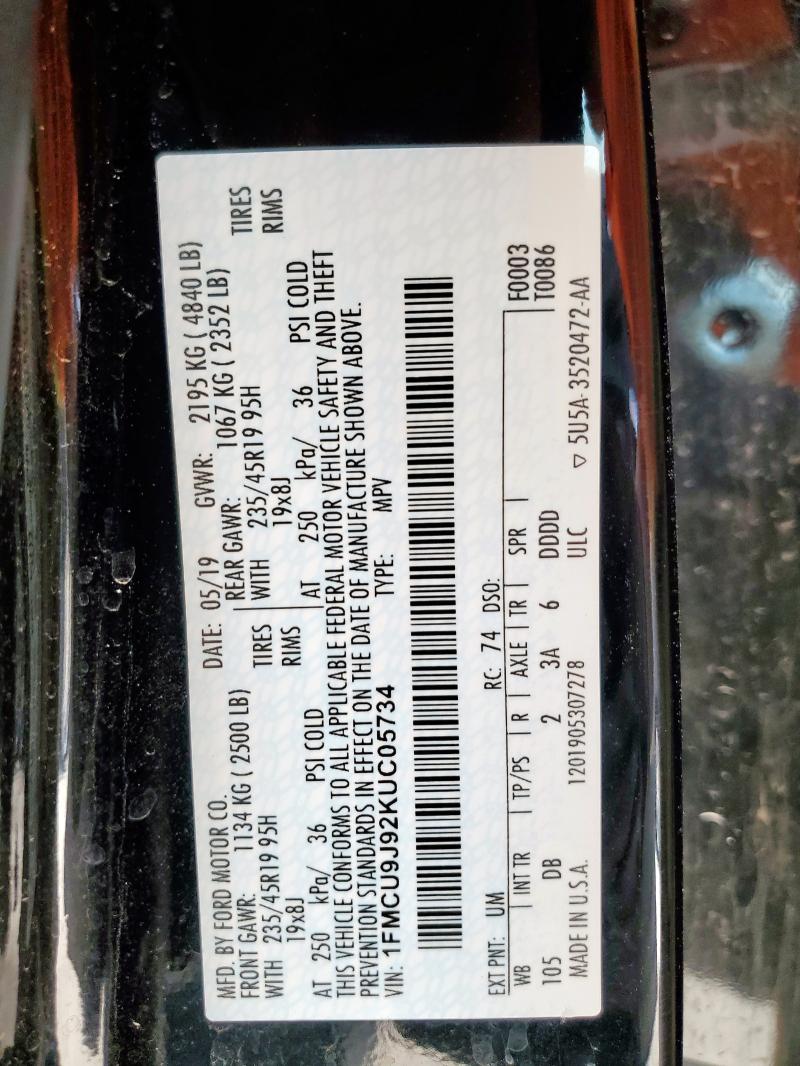 MFD. BY FORD MOTOR CO.
DATE: 05/19 GVWR: 2195 KG ( 4840 LB)
FRONT GAWR: 1134 KG ( 2500 LB) REAR GAWR: 1067 KG ( 2352 LB)
WITH 235/45R19 95H TIRES WITH 235/45R19 95H TIRES
19x8J RIMS 19x8J RIMS
AT 250 kPa/ 36 PSI COLD AT 250 kPa/ 36 PSI COLD
THIS VEHICLE CONFORMS TO ALL APPLICABLE FEDERAL MOTOR VEHICLE SAFETY AND THEFT
PREVENTION STANDARDS IN EFFECT ON THE DATE OF MANUFACTURE SHOWN ABOVE.
VIN: 1FMCU9J92KUC05734 TYPE: MPV
EXT PNT: UM RC: 74 DSO:
WB INT TR TP/PS R AXLE TR SPR F0003
105 DB 2 3A 6 DDDD T0086
MADE IN U.S.A. 1201905307278 ULC ▽ 5U5A-3520472-AA